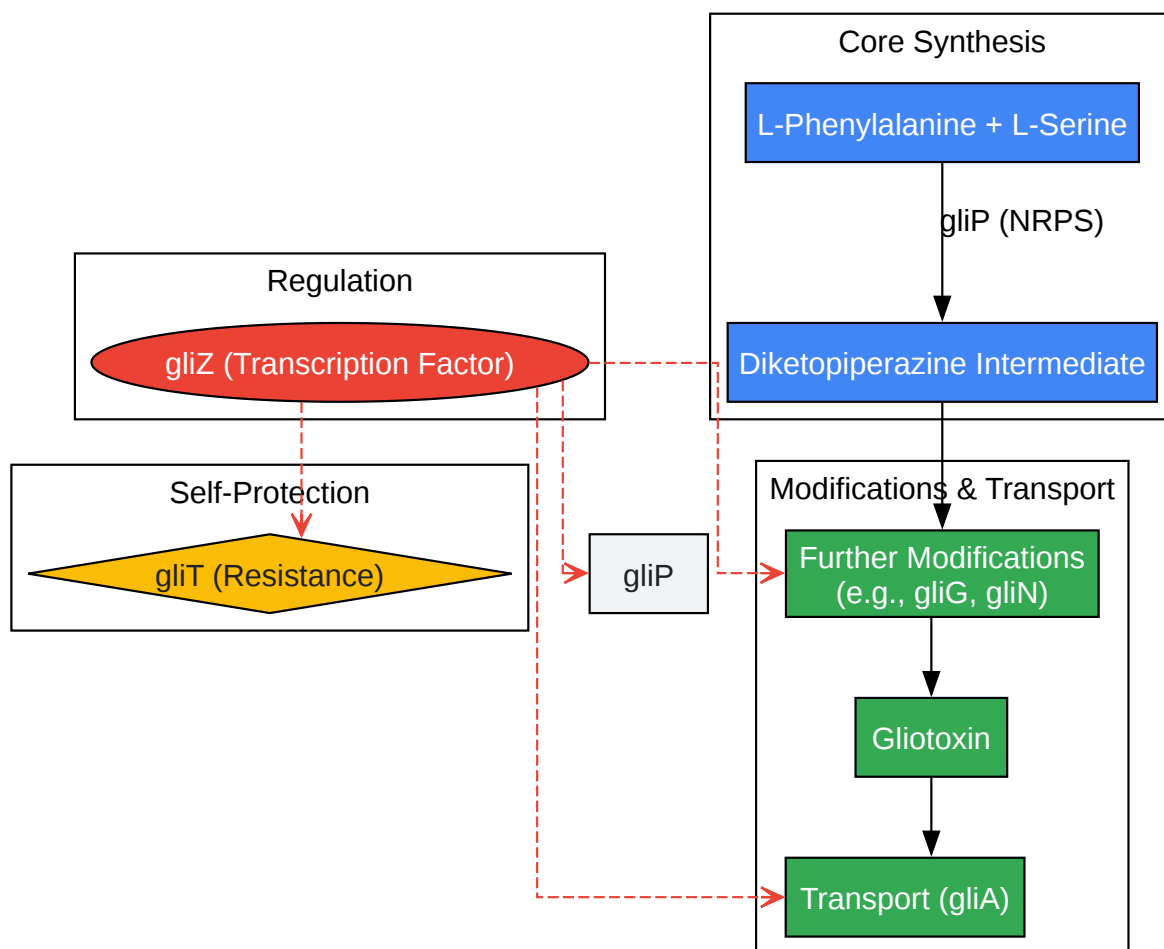 Core Synthesis
L-Phenylalanine + L-Serine
gliP (NRPS)
Regulation
gliZ (Transcription Factor)
Diketopiperazine Intermediate
Self-Protection
gliT (Resistance)
gliP
Modifications & Transport
Further Modifications
(e.g., gliG, gliN)
Gliotoxin
Transport (gliA)